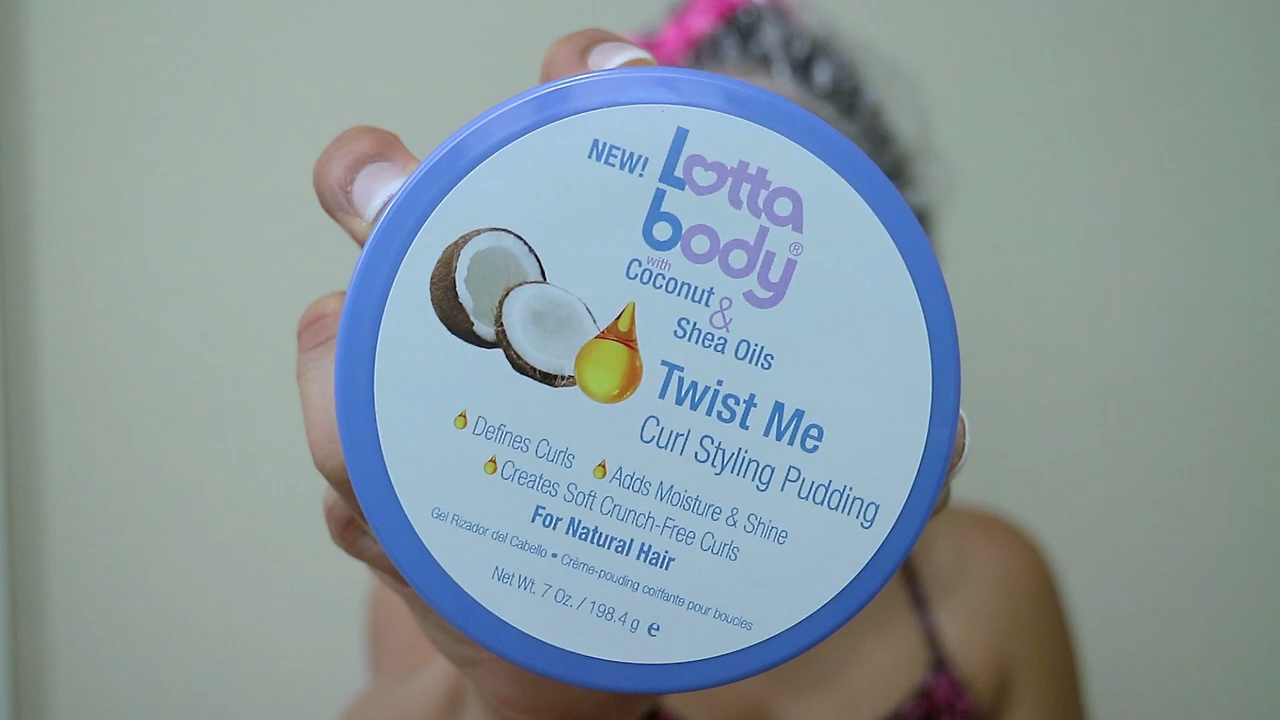 NEW!
Lotta
body®
with
Coconut
&
Shea Oils
Twist Me
Curl Styling Pudding
Defines Curls
Adds Moisture & Shine
Creates Soft Crunch-Free Curls
For Natural Hair
Gel Rizador del Cabello • Crème-pouding coiffante pour boucles
Net Wt. 7 Oz. / 198.4 g ℮